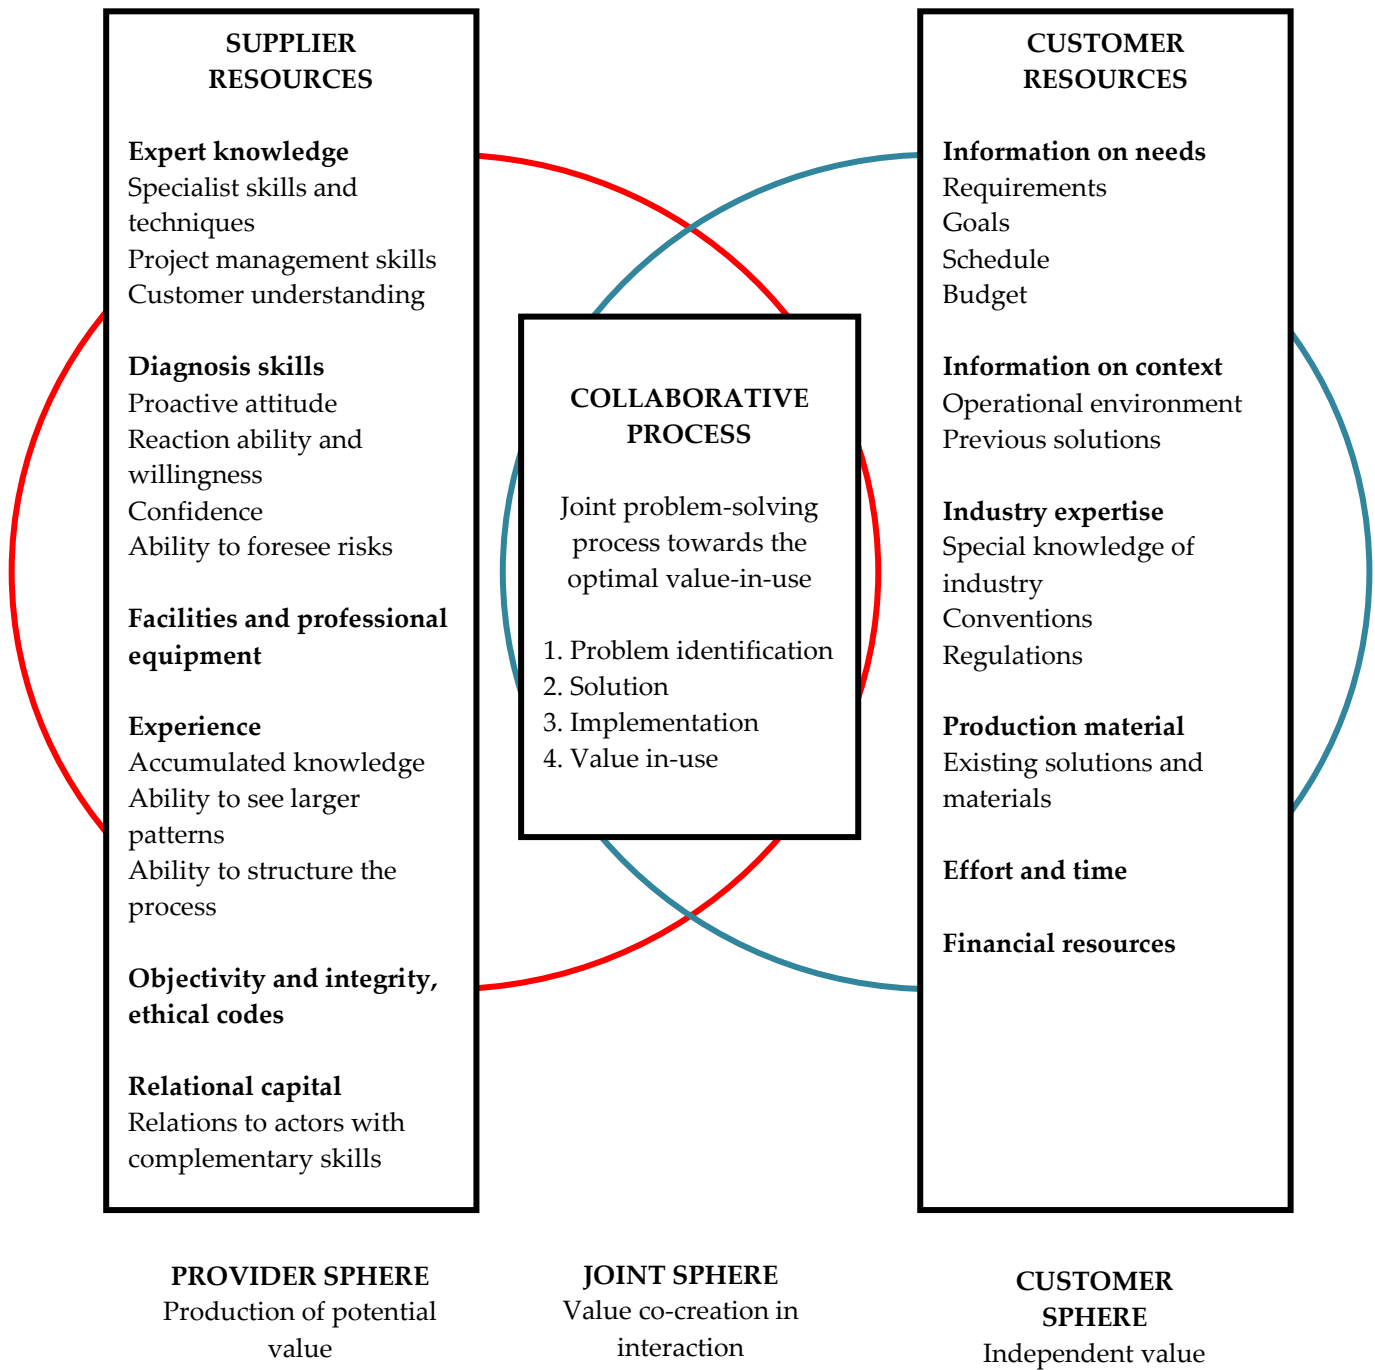 SUPPLIER
RESOURCES
Expert knowledge
Specialist skills and
techniques
Project management skills
Customer understanding
Diagnosis skills
Proactive attitude
Reaction ability and
willingness
Confidence
Ability to foresee risks
Facilities and professional
equipment
Experience
Accumulated knowledge
Ability to see larger
patterns
Ability to structure the
process
Objectivity and integrity,
ethical codes
Relational capital
Relations to actors with
complementary skills
COLLABORATIVE
PROCESS
Joint problem-solving
process towards the
optimal value-in-use
1. Problem identification
2. Solution
3. Implementation
4. Value in-use
CUSTOMER
RESOURCES
Information on needs
Requirements
Goals
Schedule
Budget
Information on context
Operational environment
Previous solutions
Industry expertise
Special knowledge of
industry
Conventions
Regulations
Production material
Existing solutions and
materials
Effort and time
Financial resources
PROVIDER SPHERE
Production of potential
value
JOINT SPHERE
Value co-creation in
interaction
CUSTOMER
SPHERE
Independent value